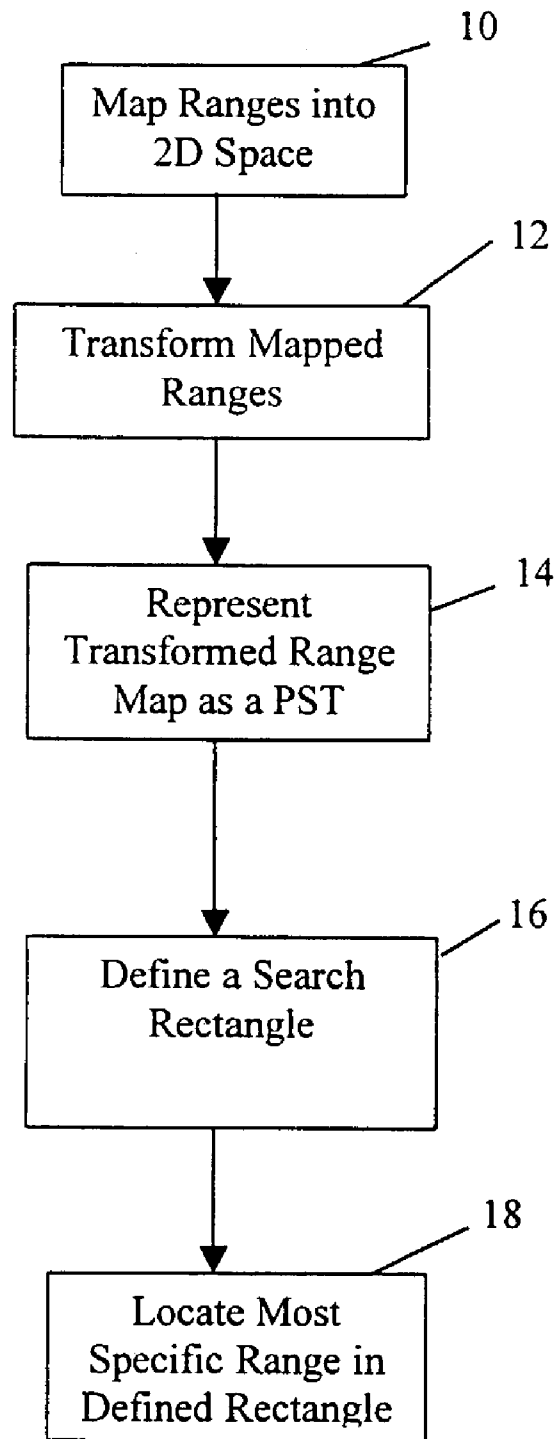 10
Map Ranges into
2D Space
12
Transform Mapped
Ranges
14
Represent
Transformed Range
Map as a PST
16
Define a Search
Rectangle
18
Locate Most
Specific Range in
Defined Rectangle